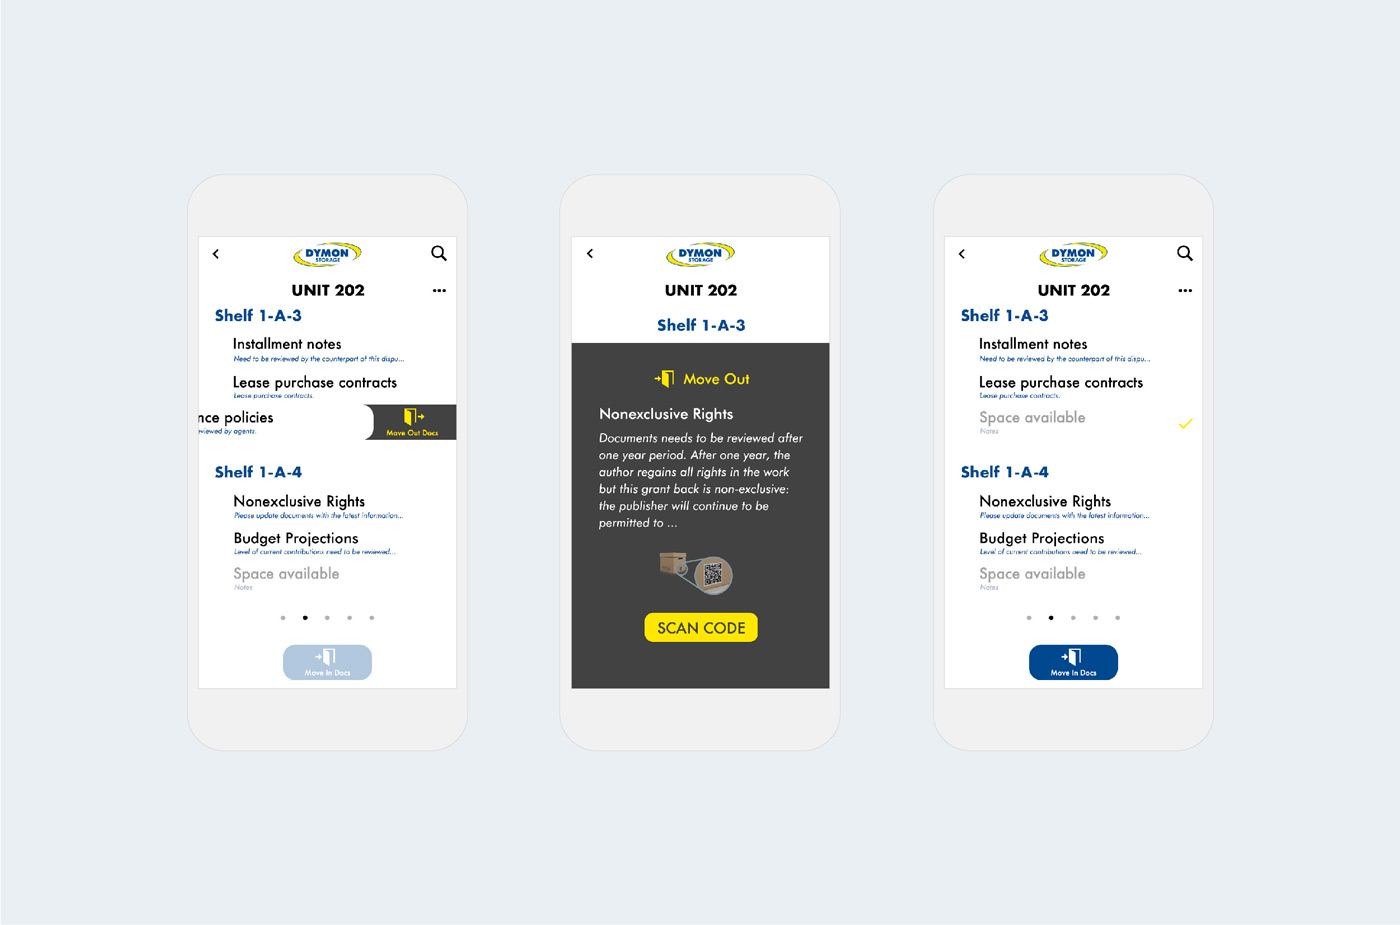 DYMON
STORAGE
UNIT 202
Shelf 1-A-3
Installment notes
Need to be reviewed by the counterpart of this dispu...
Lease purchase contracts
Lease purchase contracts.
nce policies
viewed by agents.
Move Out Docs
Shelf 1-A-4
Nonexclusive Rights
Please update documents with the latest information...
Budget Projections
Level of current contributions need to be reviewed...
Space available
Notes
Move In Docs
DYMON
STORAGE
UNIT 202
Shelf 1-A-3
Move Out
Nonexclusive Rights
Documents needs to be reviewed after
one year period. After one year, the
author regains all rights in the work
but this grant back is non-exclusive:
the publisher will continue to be
permitted to ...
SCAN CODE
DYMON
STORAGE
UNIT 202
Shelf 1-A-3
Installment notes
Need to be reviewed by the counterpart of this dispu...
Lease purchase contracts
Lease purchase contracts.
Space available
Notes
Shelf 1-A-4
Nonexclusive Rights
Please update documents with the latest information...
Budget Projections
Level of current contributions need to be reviewed...
Space available
Notes
Move In Docs